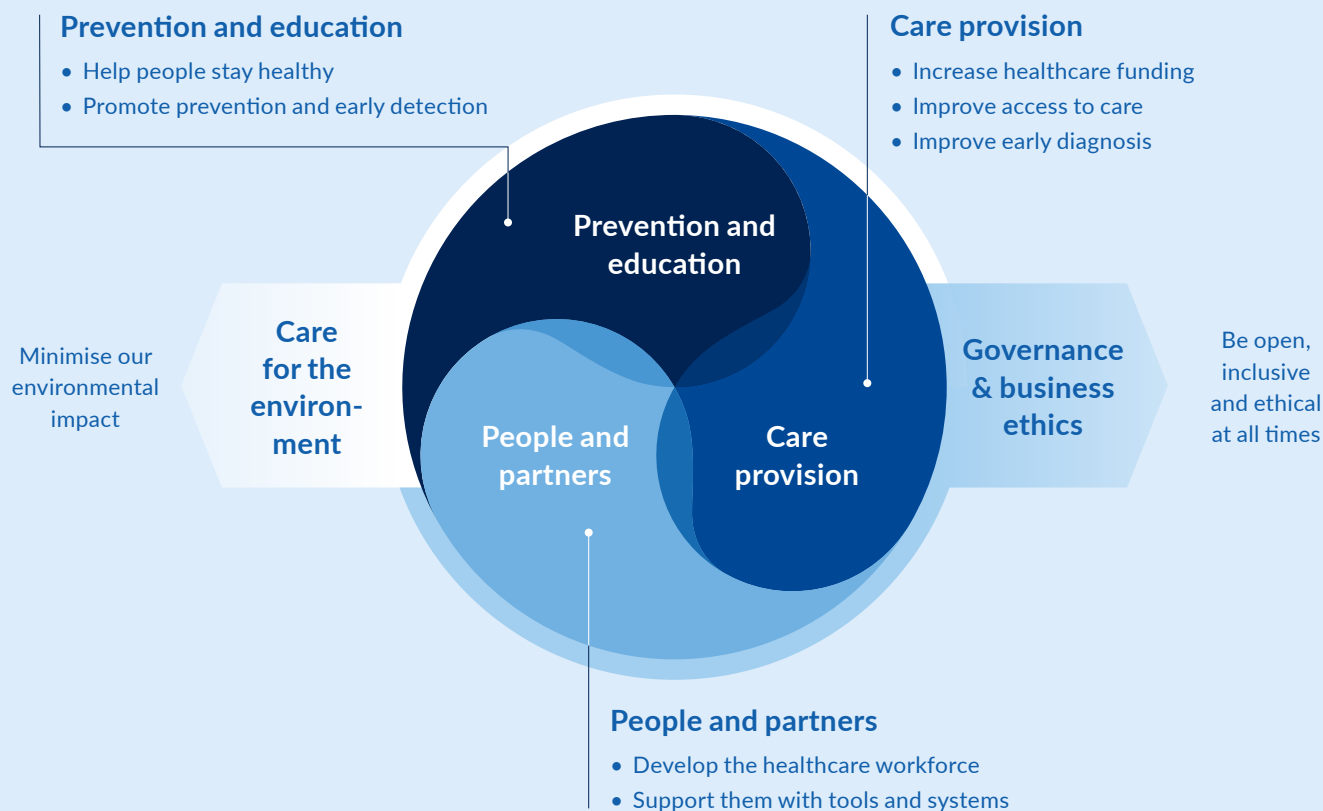 Prevention and education
• Help people stay healthy
• Promote prevention and early detection
Care provision
• Increase healthcare funding
• Improve access to care
• Improve early diagnosis
Prevention and
education
Minimise our
environmental
impact
Care
for the
environ-
ment
People and
partners
Care
provision
Governance
& business
ethics
Be open,
inclusive
and ethical
at all times
People and partners
• Develop the healthcare workforce
• Support them with tools and systems